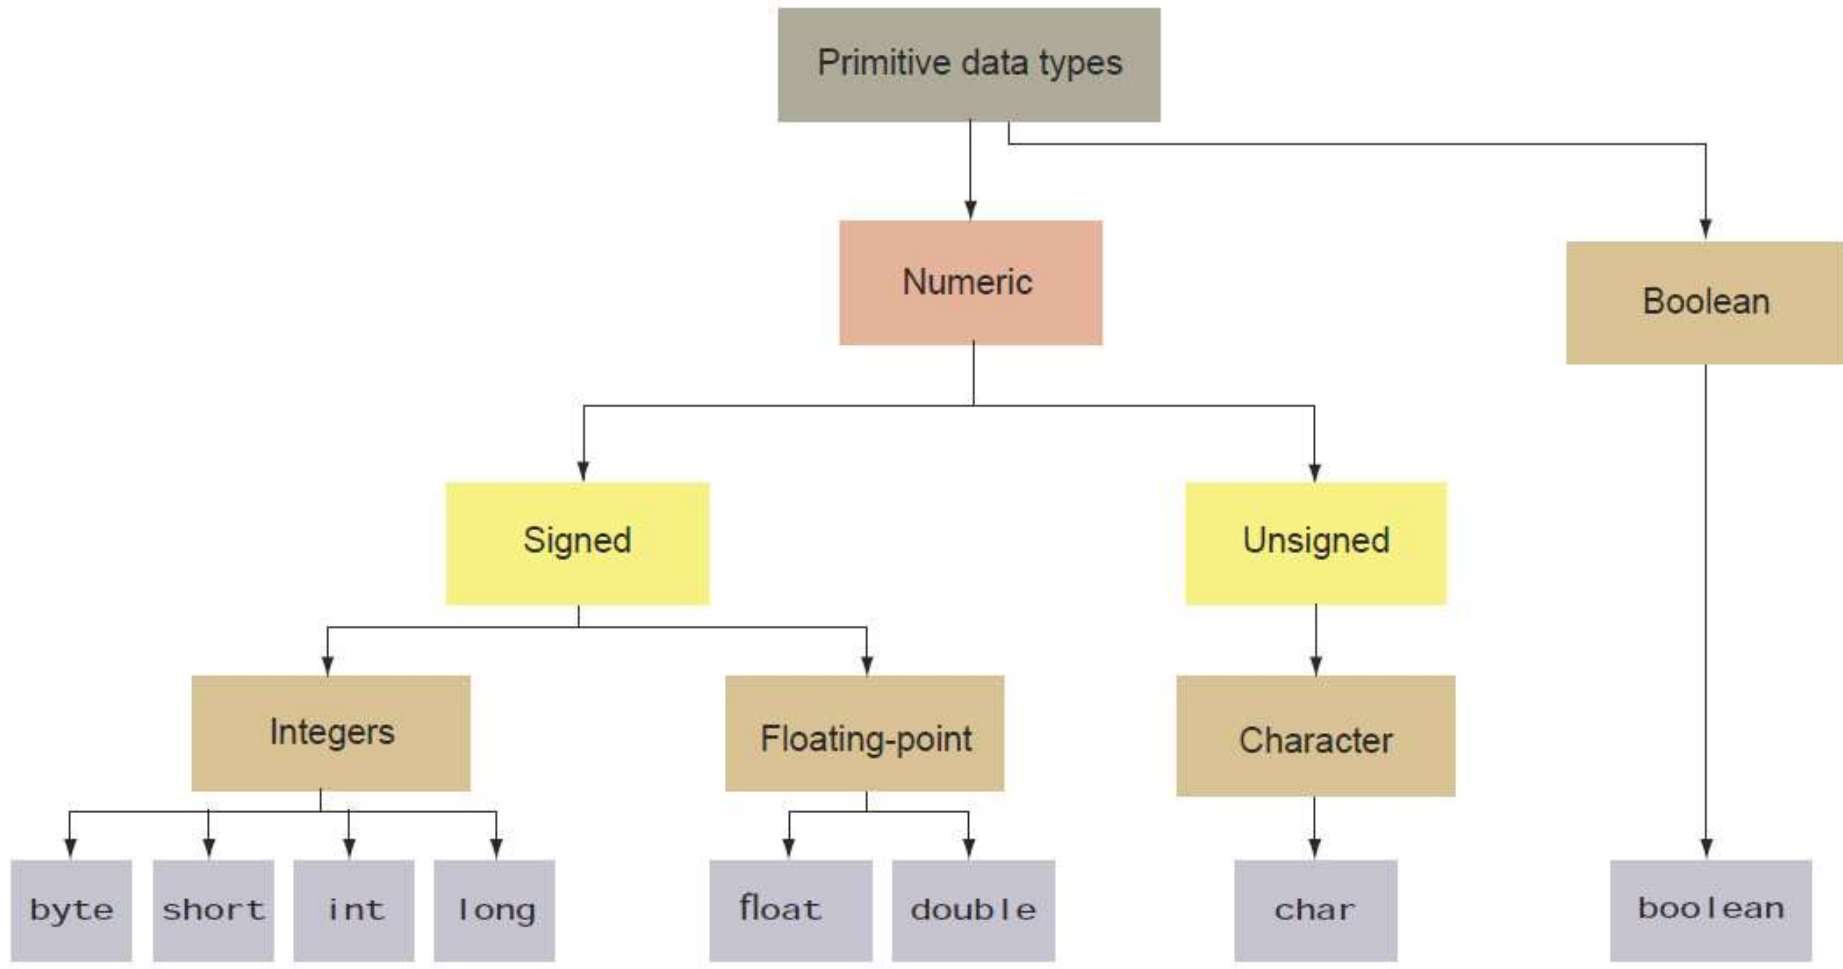 Primitive data types
Numeric
Boolean
Signed
Unsigned
Integers
Floating-point
Character
byte
short
int
long
float
double
char
boolean